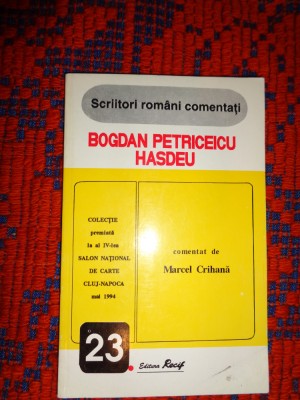 Scriitori români comentați
BOGDAN PETRICEICU
HASDEU
COLECȚIE
premiată
la al IV-lea
SALON NAȚIONAL
DE CARTE
CLUJ-NAPOCA
mai 1994
comentat de
Marcel Crihană
23.
Editura Recif